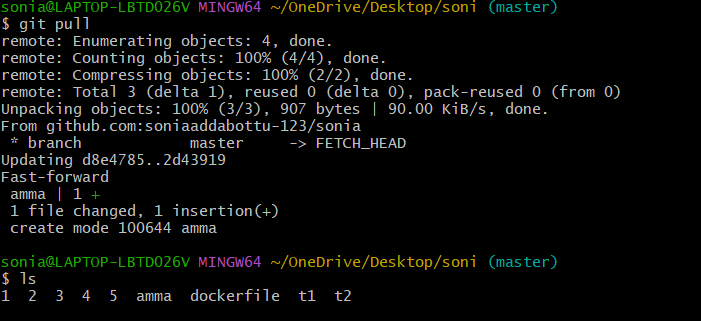 sonia@LAPTOP-LBTD026V MINGW64 ~/OneDrive/Desktop/soni (master)
$ git pull
remote: Enumerating objects: 4, done.
remote: Counting objects: 100% (4/4), done.
remote: Compressing objects: 100% (2/2), done.
remote: Total 3 (delta 1), reused 0 (delta 0), pack-reused 0 (from 0)
Unpacking objects: 100% (3/3), 907 bytes | 90.00 KiB/s, done.
From github.com:soniaaddabottu-123/sonia
 * branch            master     -> FETCH_HEAD
Updating d8e4785..2d43919
Fast-forward
 amma | 1 +
 1 file changed, 1 insertion(+)
 create mode 100644 amma
sonia@LAPTOP-LBTD026V MINGW64 ~/OneDrive/Desktop/soni (master)
$ ls
1  2  3  4  5  amma  dockerfile  t1  t2